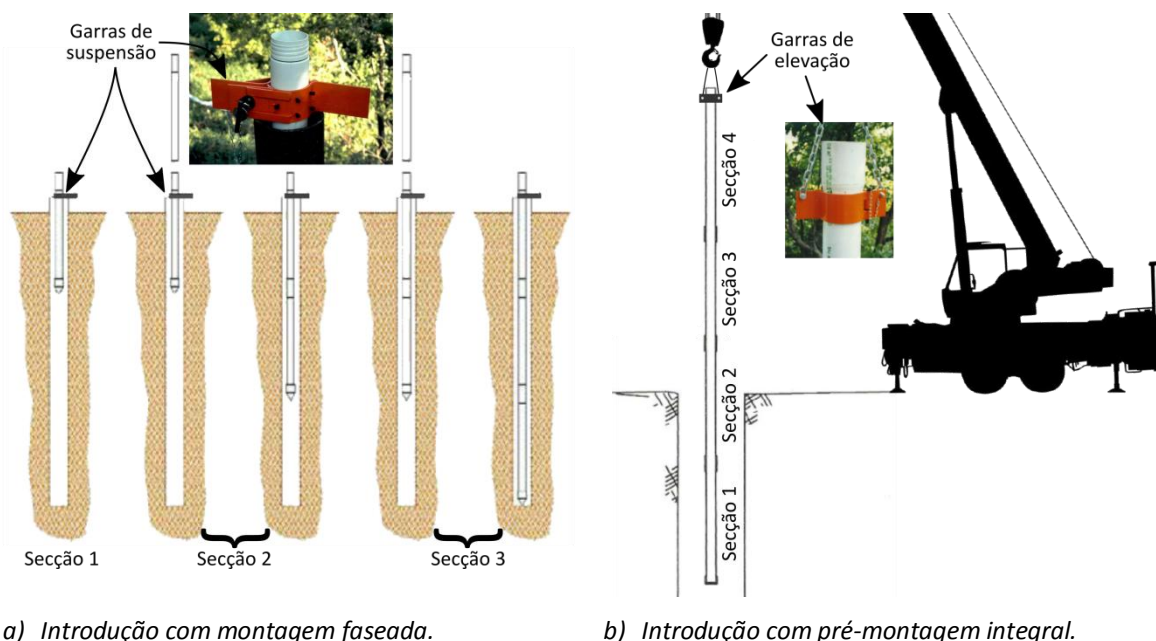 Garras de
suspensão
Secção 1
Secção 2
Secção 3
Garras de
elevação
Secção 4
Secção 3
Secção 2
Secção 1
a) Introdução com montagem faseada.
b) Introdução com pré-montagem integral.